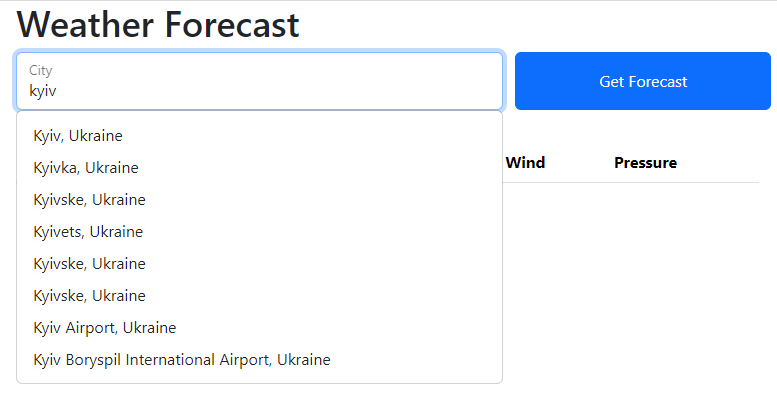 Weather Forecast
City
kyiv
Get Forecast
Kyiv, Ukraine
Kyivka, Ukraine
Kyivske, Ukraine
Kyivets, Ukraine
Kyivske, Ukraine
Kyivske, Ukraine
Kyiv Airport, Ukraine
Kyiv Boryspil International Airport, Ukraine
Wind Pressure